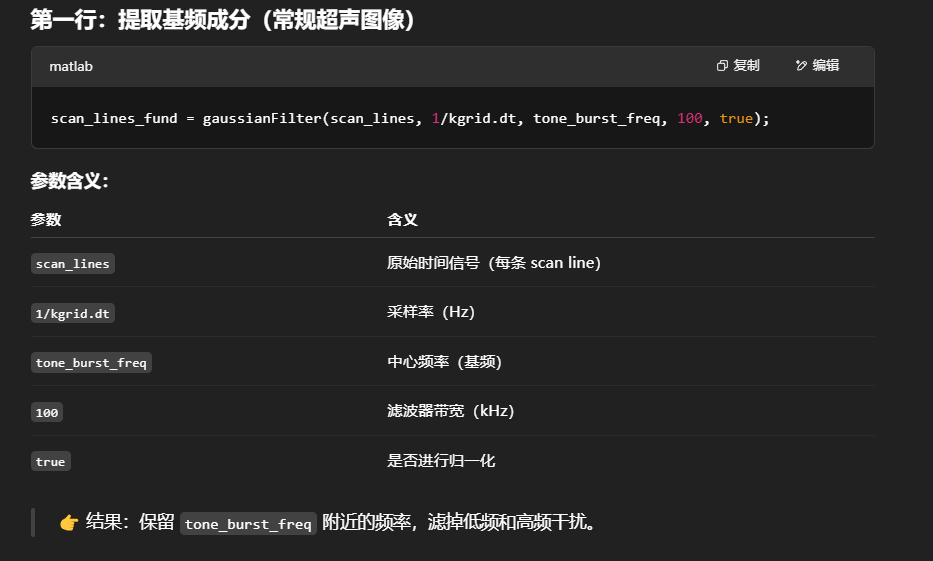 第一行：提取基频成分（常规超声图像）
matlab 复制 编辑
scan_lines_fund = gaussianFilter(scan_lines, 1/kgrid.dt, tone_burst_freq, 100, true);
参数含义：
参数 含义
scan_lines 原始时间信号（每条 scan line）
1/kgrid.dt 采样率（Hz）
tone_burst_freq 中心频率（基频）
100 滤波器带宽（kHz）
true 是否进行归一化
👉 结果：保留 tone_burst_freq 附近的频率，滤掉低频和高频干扰。